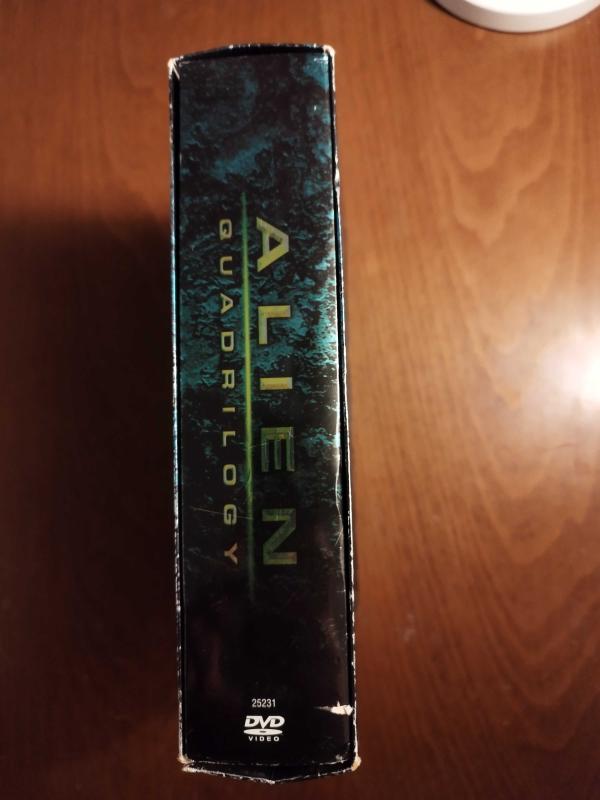 ALIEN
QUADRILOGY
25231
DVD
VIDEO